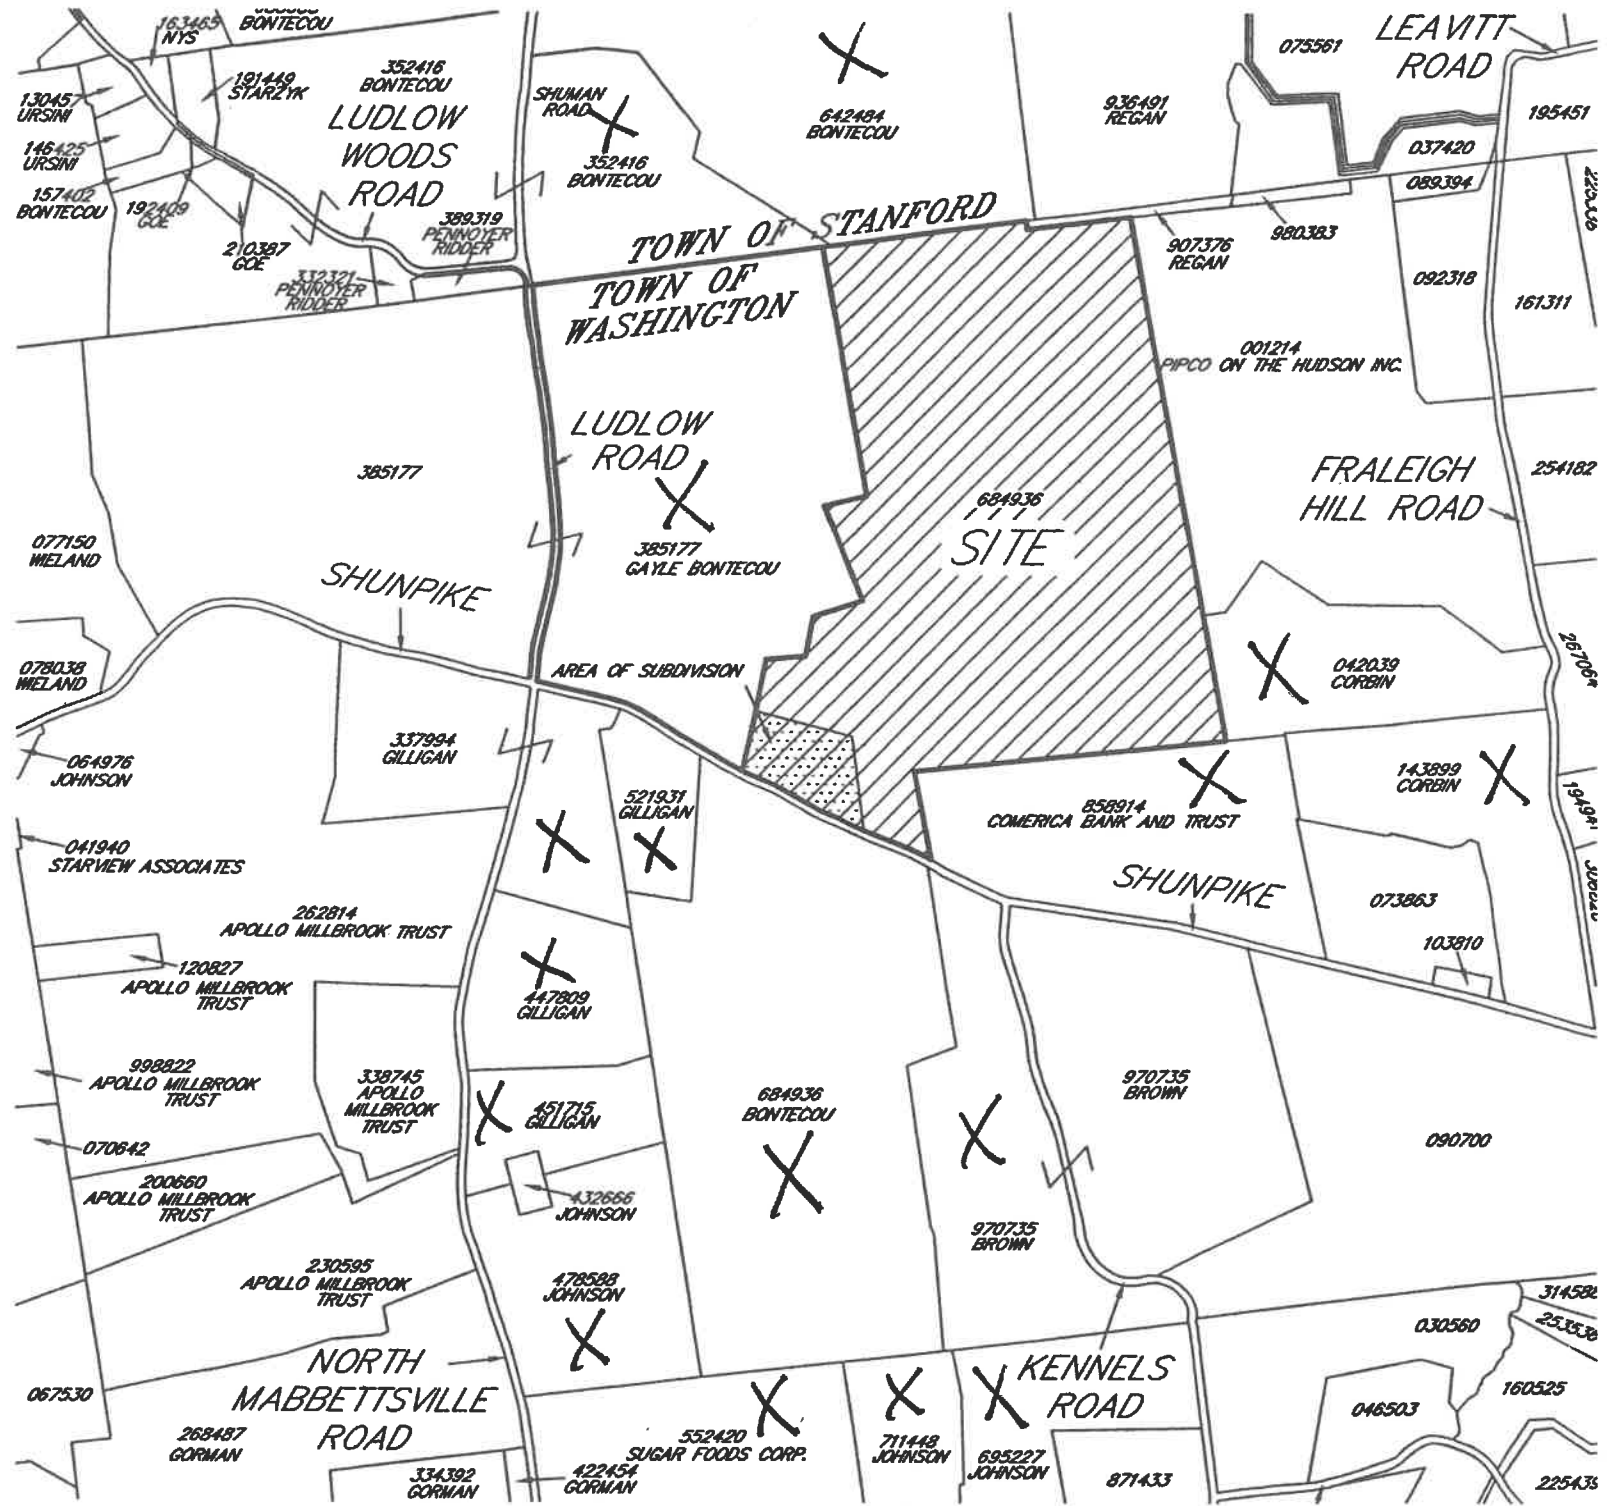 163465
NYS
BONTECOU
191449
STARZYK
352416
BONTECOU
13045
URSINI
146425
URSINI
157402
BONTECOU
192409
GOE
210387
GOE
LUDLOW
WOODS
ROAD
389319
PENNOYER
RIDDER
332321
PENNOYER
RIDDER
SHUMAN
ROAD
352416
BONTECOU
642484
BONTECOU
936491
REGAN
075561
LEAVITT
ROAD
195451
037420
089394
TOWN OF STANFORD
TOWN OF
WASHINGTON
907376
REGAN
980383
092318
161311
001214
PIPCO ON THE HUDSON INC.
LUDLOW
ROAD
385177
385177
GAYLE BONTECOU
684936
SITE
FRALEIGH
HILL ROAD
254182
077150
WIELAND
SHUNPIKE
078038
WIELAND
AREA OF SUBDIVISION
042039
CORBIN
064976
JOHNSON
337994
GILLIGAN
521931
GILLIGAN
858914
COMERICA BANK AND TRUST
143899
CORBIN
041940
STARVIEW ASSOCIATES
SHUNPIKE
073863
103810
262814
APOLLO MILLBROOK TRUST
120827
APOLLO MILLBROOK
TRUST
447809
GILLIGAN
998822
APOLLO MILLBROOK
TRUST
338745
APOLLO
MILLBROOK
TRUST
451715
GILLIGAN
684936
BONTECOU
970735
BROWN
090700
070642
200660
APOLLO MILLBROOK
TRUST
432666
JOHNSON
970735
BROWN
230595
APOLLO MILLBROOK
TRUST
478588
JOHNSON
030560
NORTH
MABBETTSVILLE
ROAD
KENNELS
ROAD
067530
268487
GORMAN
334392
GORMAN
422454
GORMAN
552420
SUGAR FOODS CORP.
711448
JOHNSON
695227
JOHNSON
871433
046503
160525